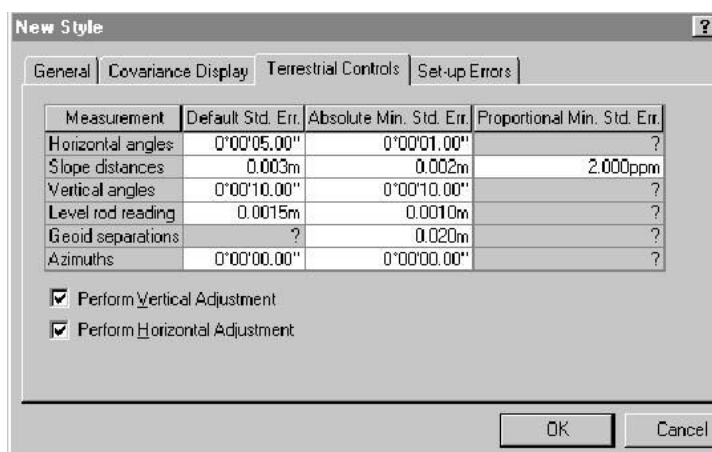 New Style ?
General Covariance Display Terrestrial Controls Set-up Errors
Measurement Default Std. Err. Absolute Min. Std. Err. Proportional Min. Std. Err.
Horizontal angles 0°00'05.00" 0°00'01.00" ?
Slope distances 0.003m 0.002m 2.000ppm
Vertical angles 0°00'10.00" 0°00'10.00" ?
Level rod reading 0.0015m 0.0010m ?
Geoid separations ? 0.020m ?
Azimuths 0°00'00.00" 0°00'00.00" ?
Perform Vertical Adjustment
Perform Horizontal Adjustment
OK Cancel